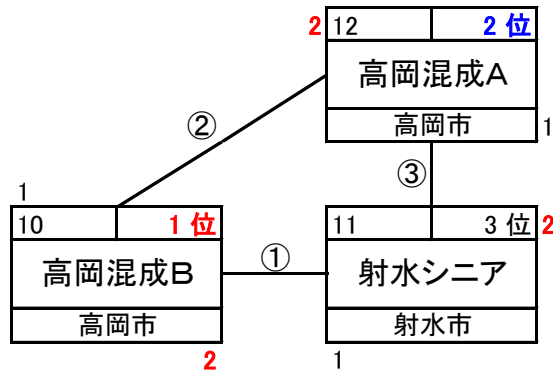 2 12 2 位
高岡混成A
高岡市 1
②
③
1
10 1 位
高岡混成B
高岡市
2
①
11 3 位 2
射水シニア
射水市
1